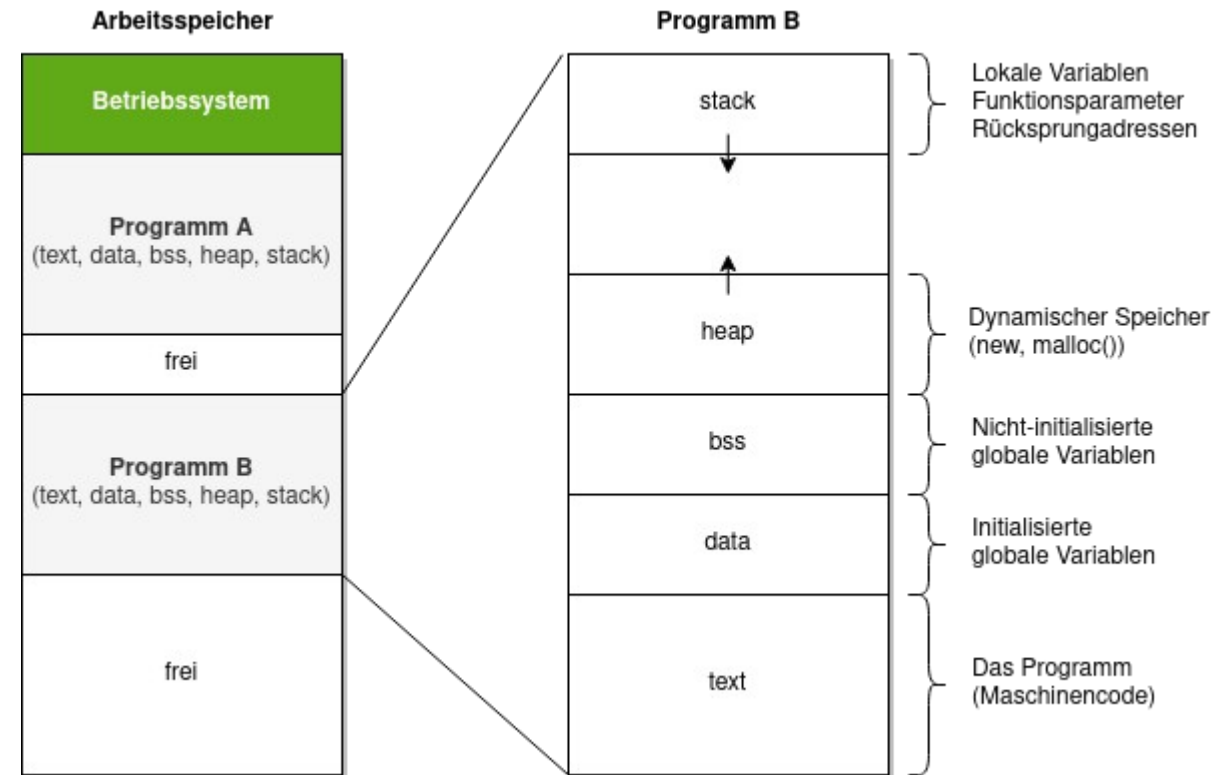 Arbeitsspeicher
Betriebssystem
Programm A
(text, data, bss, heap, stack)
frei
Programm B
(text, data, bss, heap, stack)
frei
Programm B
stack
heap
bss
data
text
Lokale Variablen
Funktionsparameter
Rücksprungadressen
Dynamischer Speicher
(new, malloc())
Nicht-initialisierte
globale Variablen
Initialisierte
globale Variablen
Das Programm
(Maschinencode)